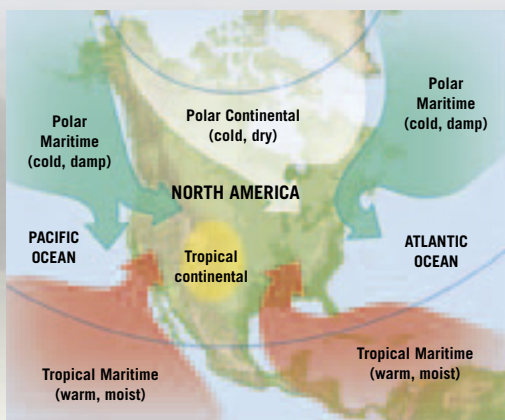 Polar
Maritime
(cold, damp)
Polar Continental
(cold, dry)
Polar
Maritime
(cold, damp)
NORTH AMERICA
PACIFIC
OCEAN
Tropical
continental
ATLANTIC
OCEAN
Tropical Maritime
(warm, moist)
Tropical Maritime
(warm, moist)